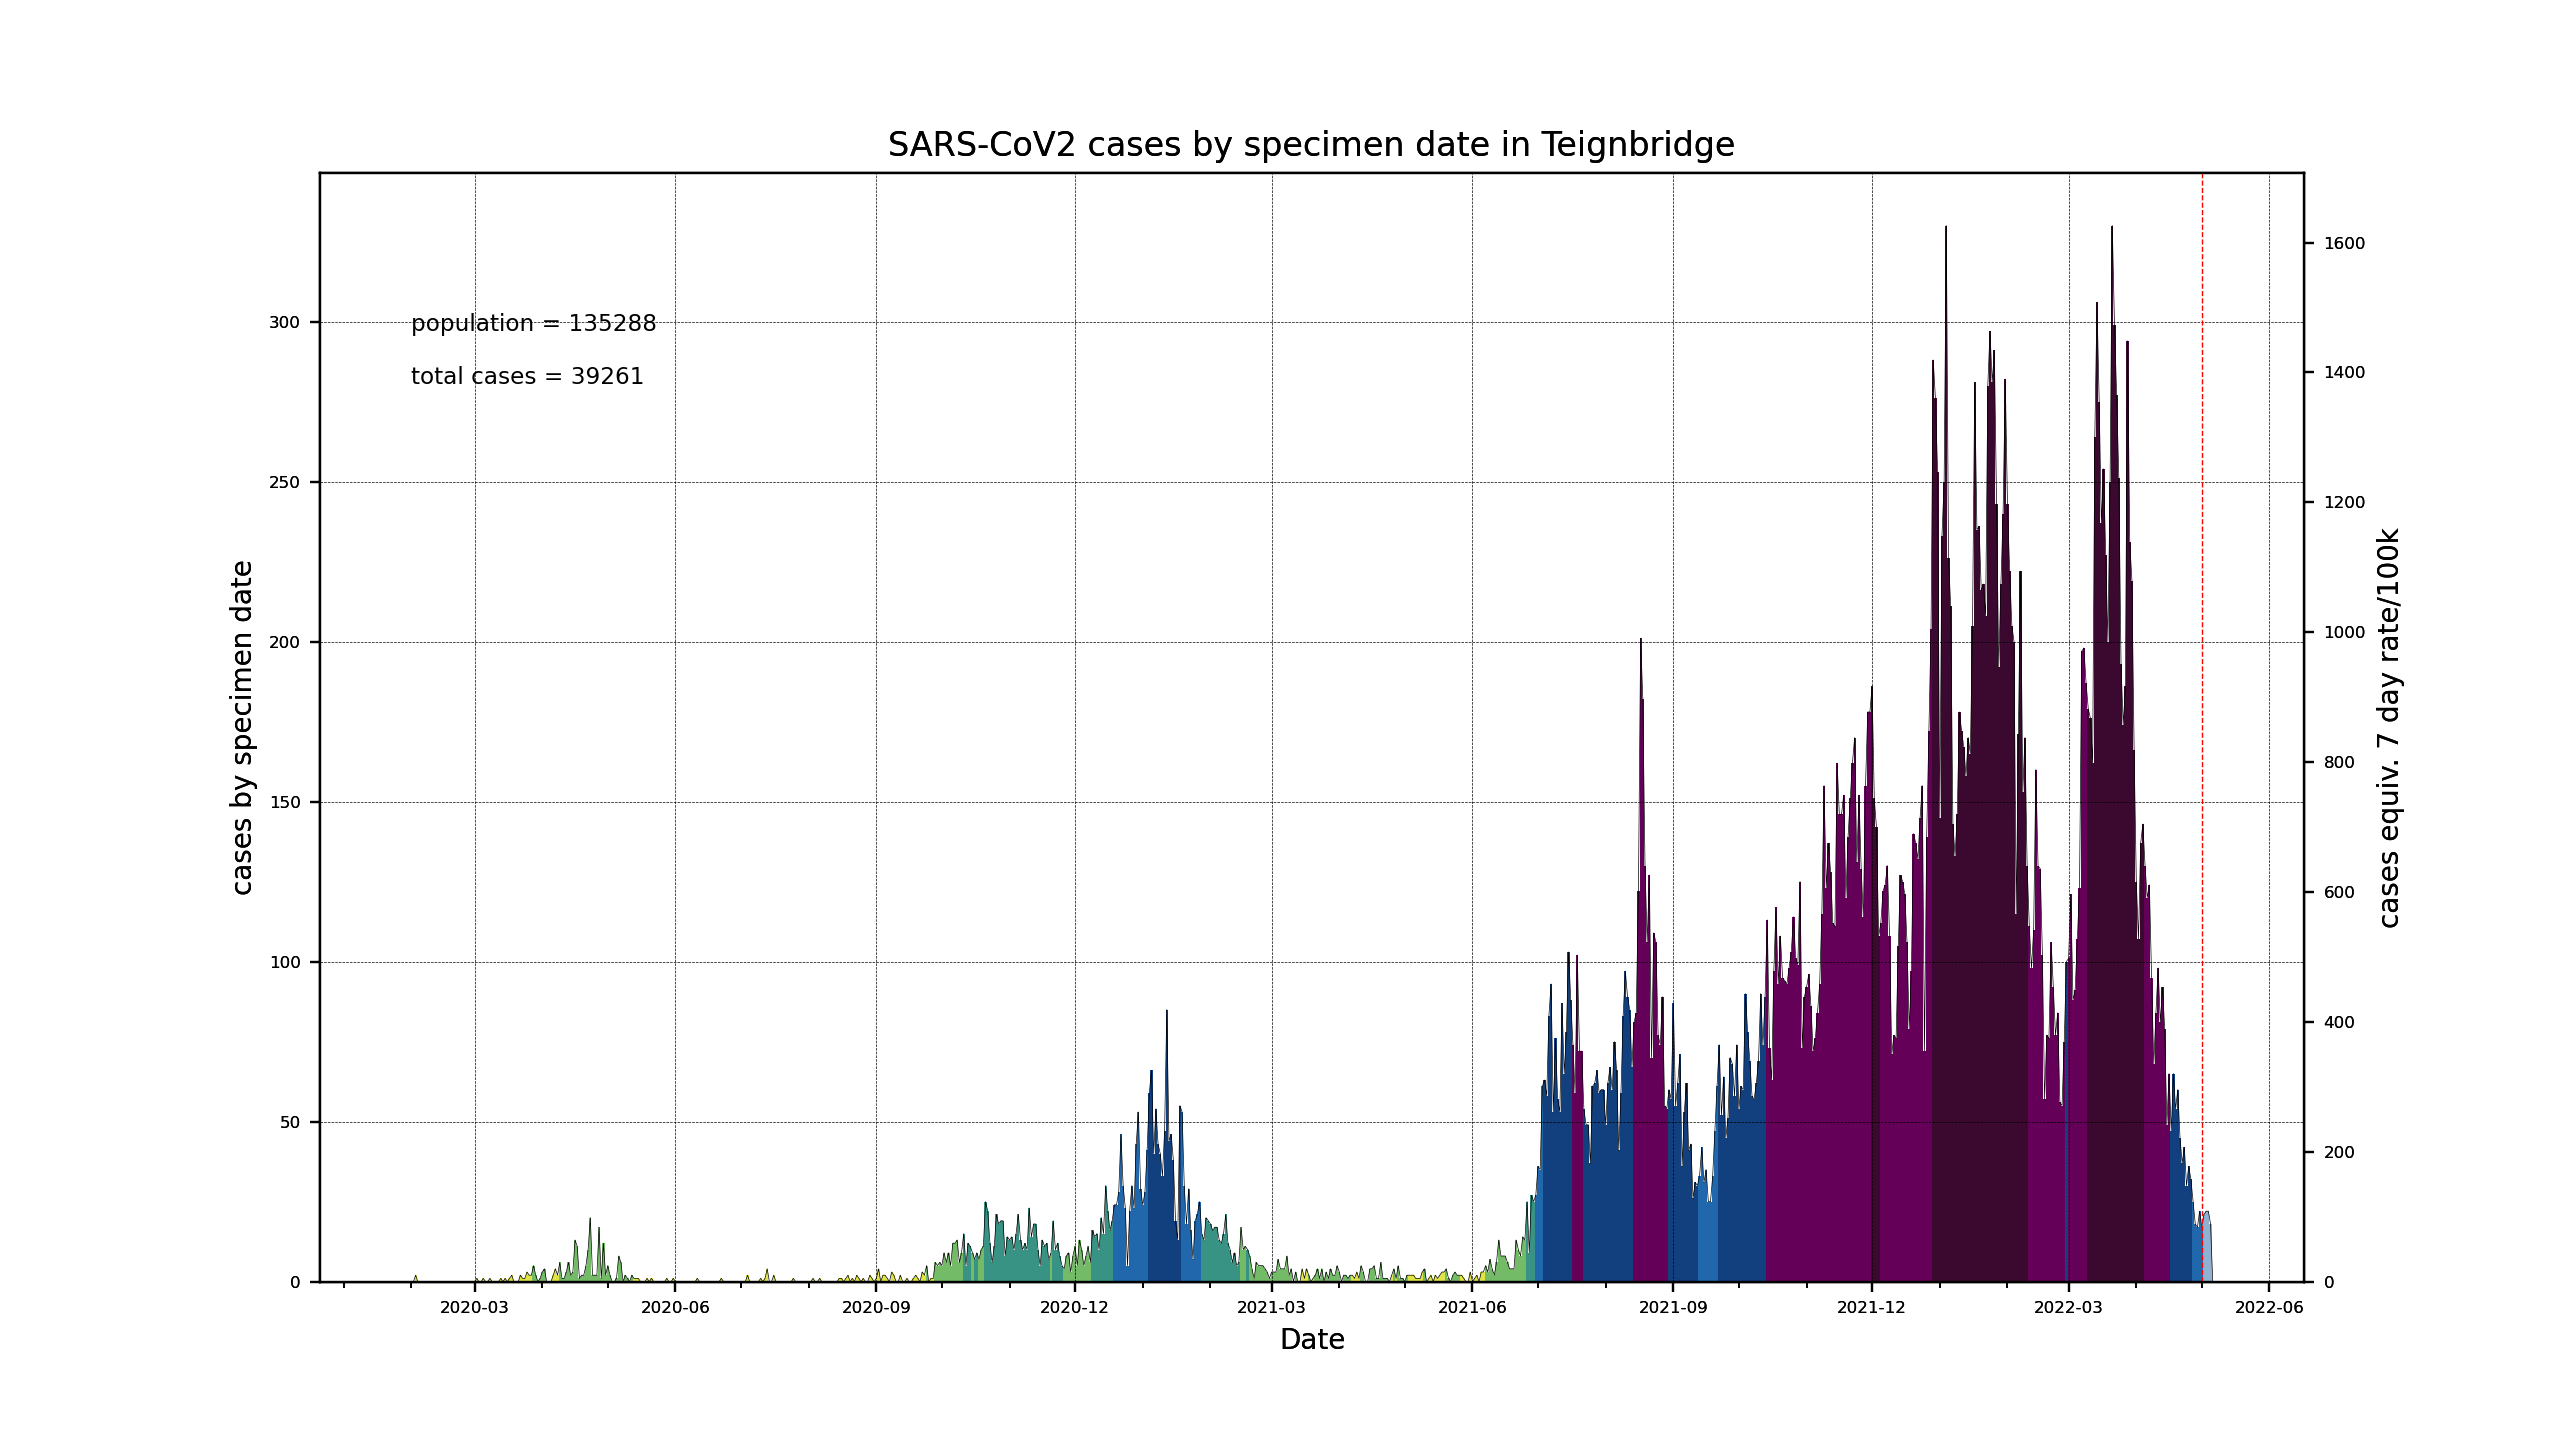 SARS-CoV2 cases by specimen date in Teignbridge
population = 135288
total cases = 39261
cases by specimen date
300
250
200
150
100
50
0
1600
1400
1200
1000
800
600
400
200
0
cases equiv. 7 day rate/100k
2020-03 2020-06 2020-09 2020-12 2021-03 2021-06 2021-09 2021-12 2022-03 2022-06
Date